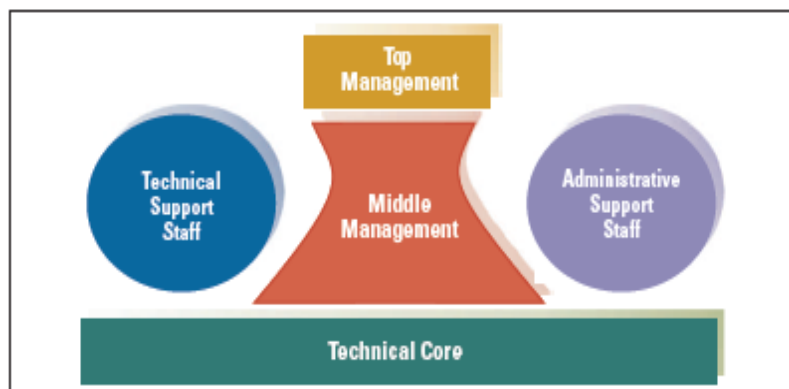 Top
Management
Technical
Support
Staff
Middle
Management
Administrative
Support
Staff
Technical Core